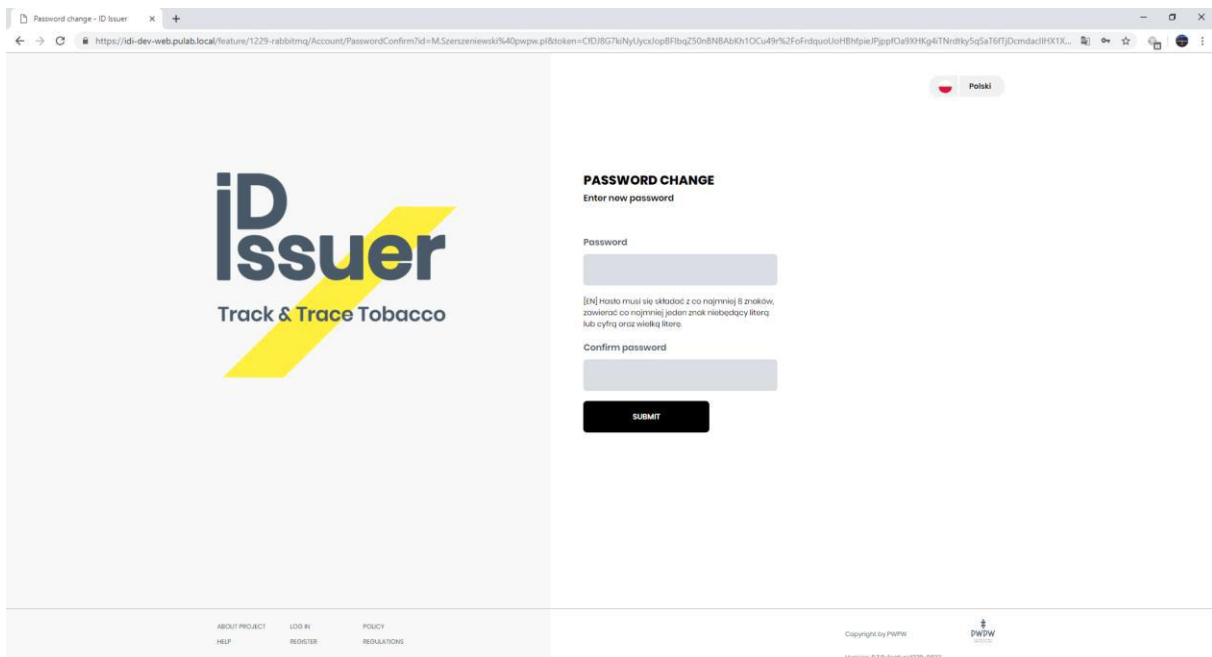 Password change - ID Issuer
https://idi-dev-web.pulab.local/feature/1229-rabbitmq/Account/PasswordConfirm?id=M.Szerszeniewski%40pwpw.pl&token=
Polski
iD
Issuer
Track & Trace Tobacco
PASSWORD CHANGE
Enter new password
Password
[EN] Hasło musi się składać z co najmniej 8 znaków,
zawierać co najmniej jeden znak niebędący literą
lub cyfrą oraz wielką literę.
Confirm password
SUBMIT
ABOUT PROJECT LOG IN POLICY
HELP REGISTER REGULATIONS
Copyright by PWPW
PWPW